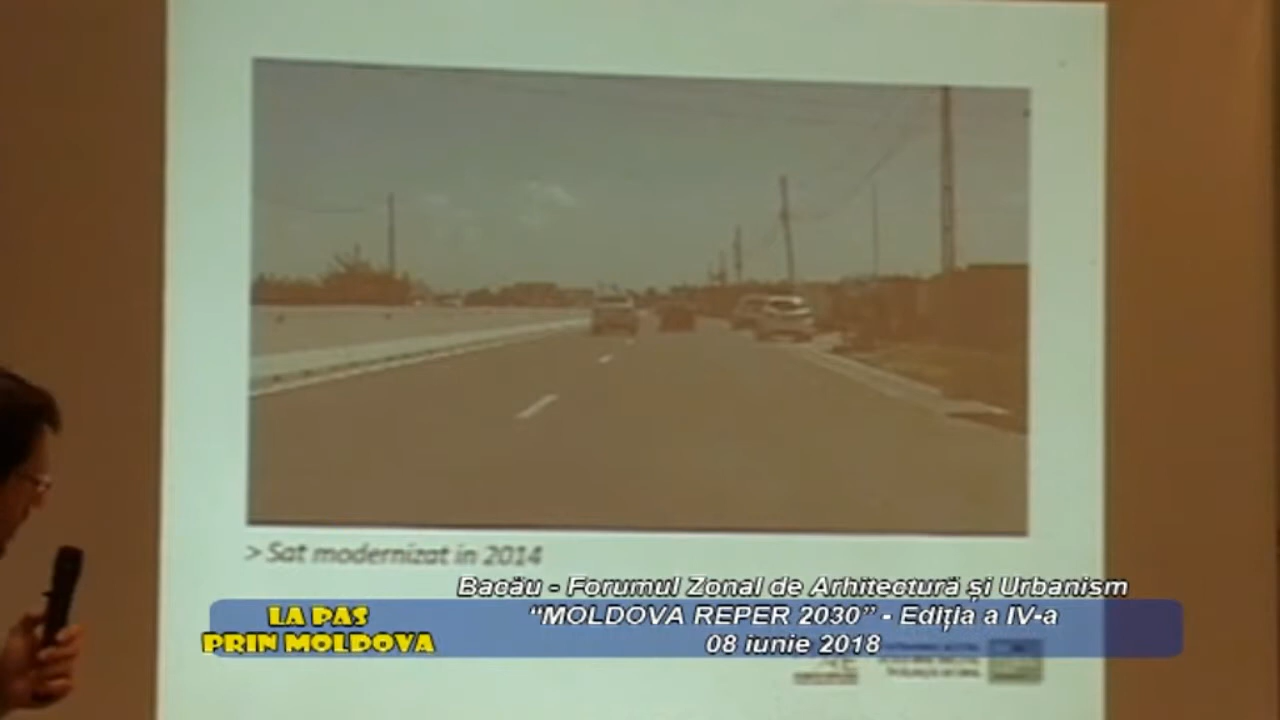 > Sat modernizat in 2014
Bacău - Forumul Zonal de Arhitectură și Urbanism
LA PAS
PRIN MOLDOVA
“MOLDOVA REPER 2030” - Ediția a IV-a
08 iunie 2018